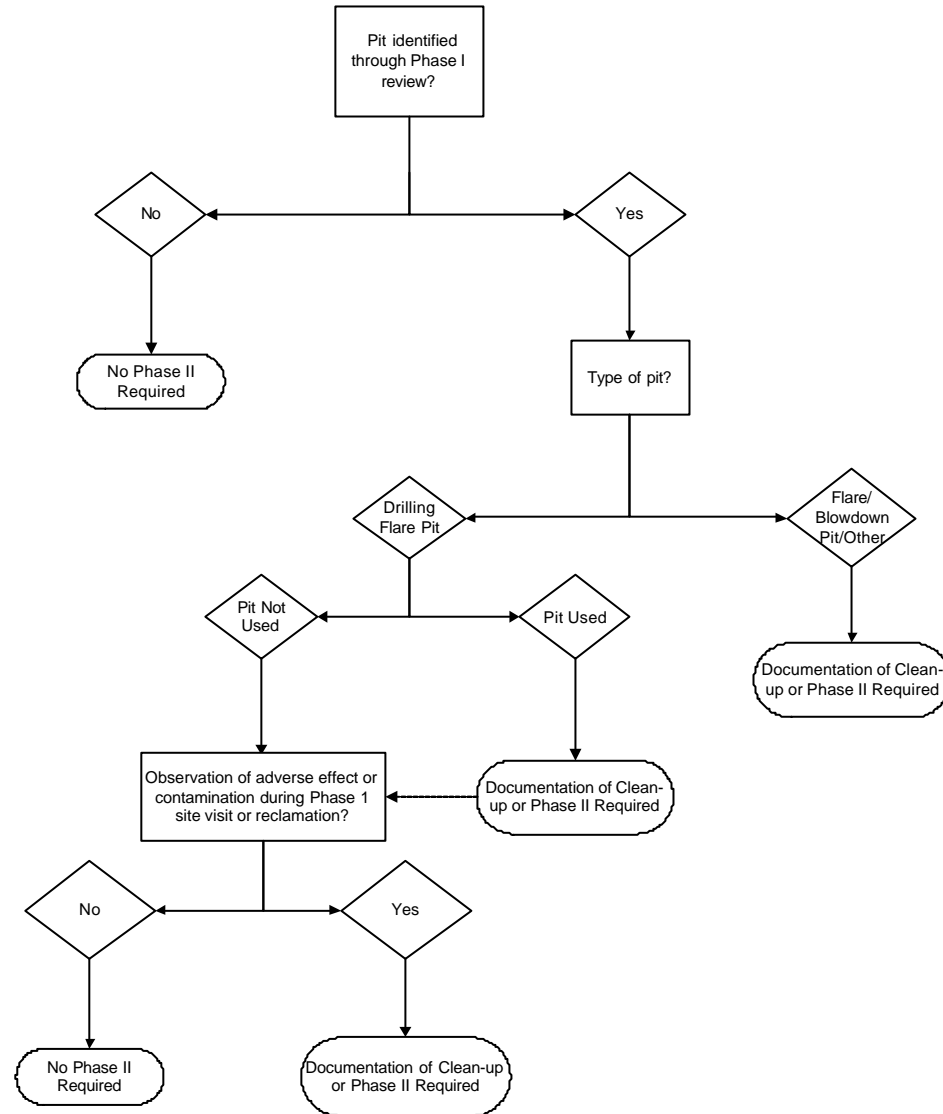 Pit identified
through Phase I
review?
No
Yes
No Phase II
Required
Type of pit?
Drilling
Flare Pit
Flare/
Blowdown
Pit/Other
Pit Not
Used
Pit Used
Documentation of Clean-
up or Phase II Required
Observation of adverse effect or
contamination during Phase 1
site visit or reclamation?
Documentation of Clean-
up or Phase II Required
No
Yes
No Phase II
Required
Documentation of Clean-up
or Phase II Required